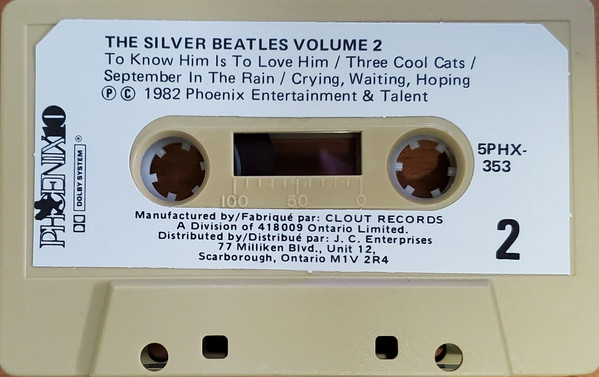 THE SILVER BEATLES VOLUME 2
To Know Him Is To Love Him / Three Cool Cats /
September In The Rain / Crying, Waiting, Hoping
Ⓟ © 1982 Phoenix Entertainment & Talent
PHOENIX 10
DOLBY SYSTEM ®
5PHX-
353
100 50 0
Manufactured by/Fabriqué par: CLOUT RECORDS
A Division of 418009 Ontario Limited.
Distributed by/Distribué par: J. C. Enterprises
77 Milliken Blvd., Unit 12,
Scarborough, Ontario M1V 2R4
2